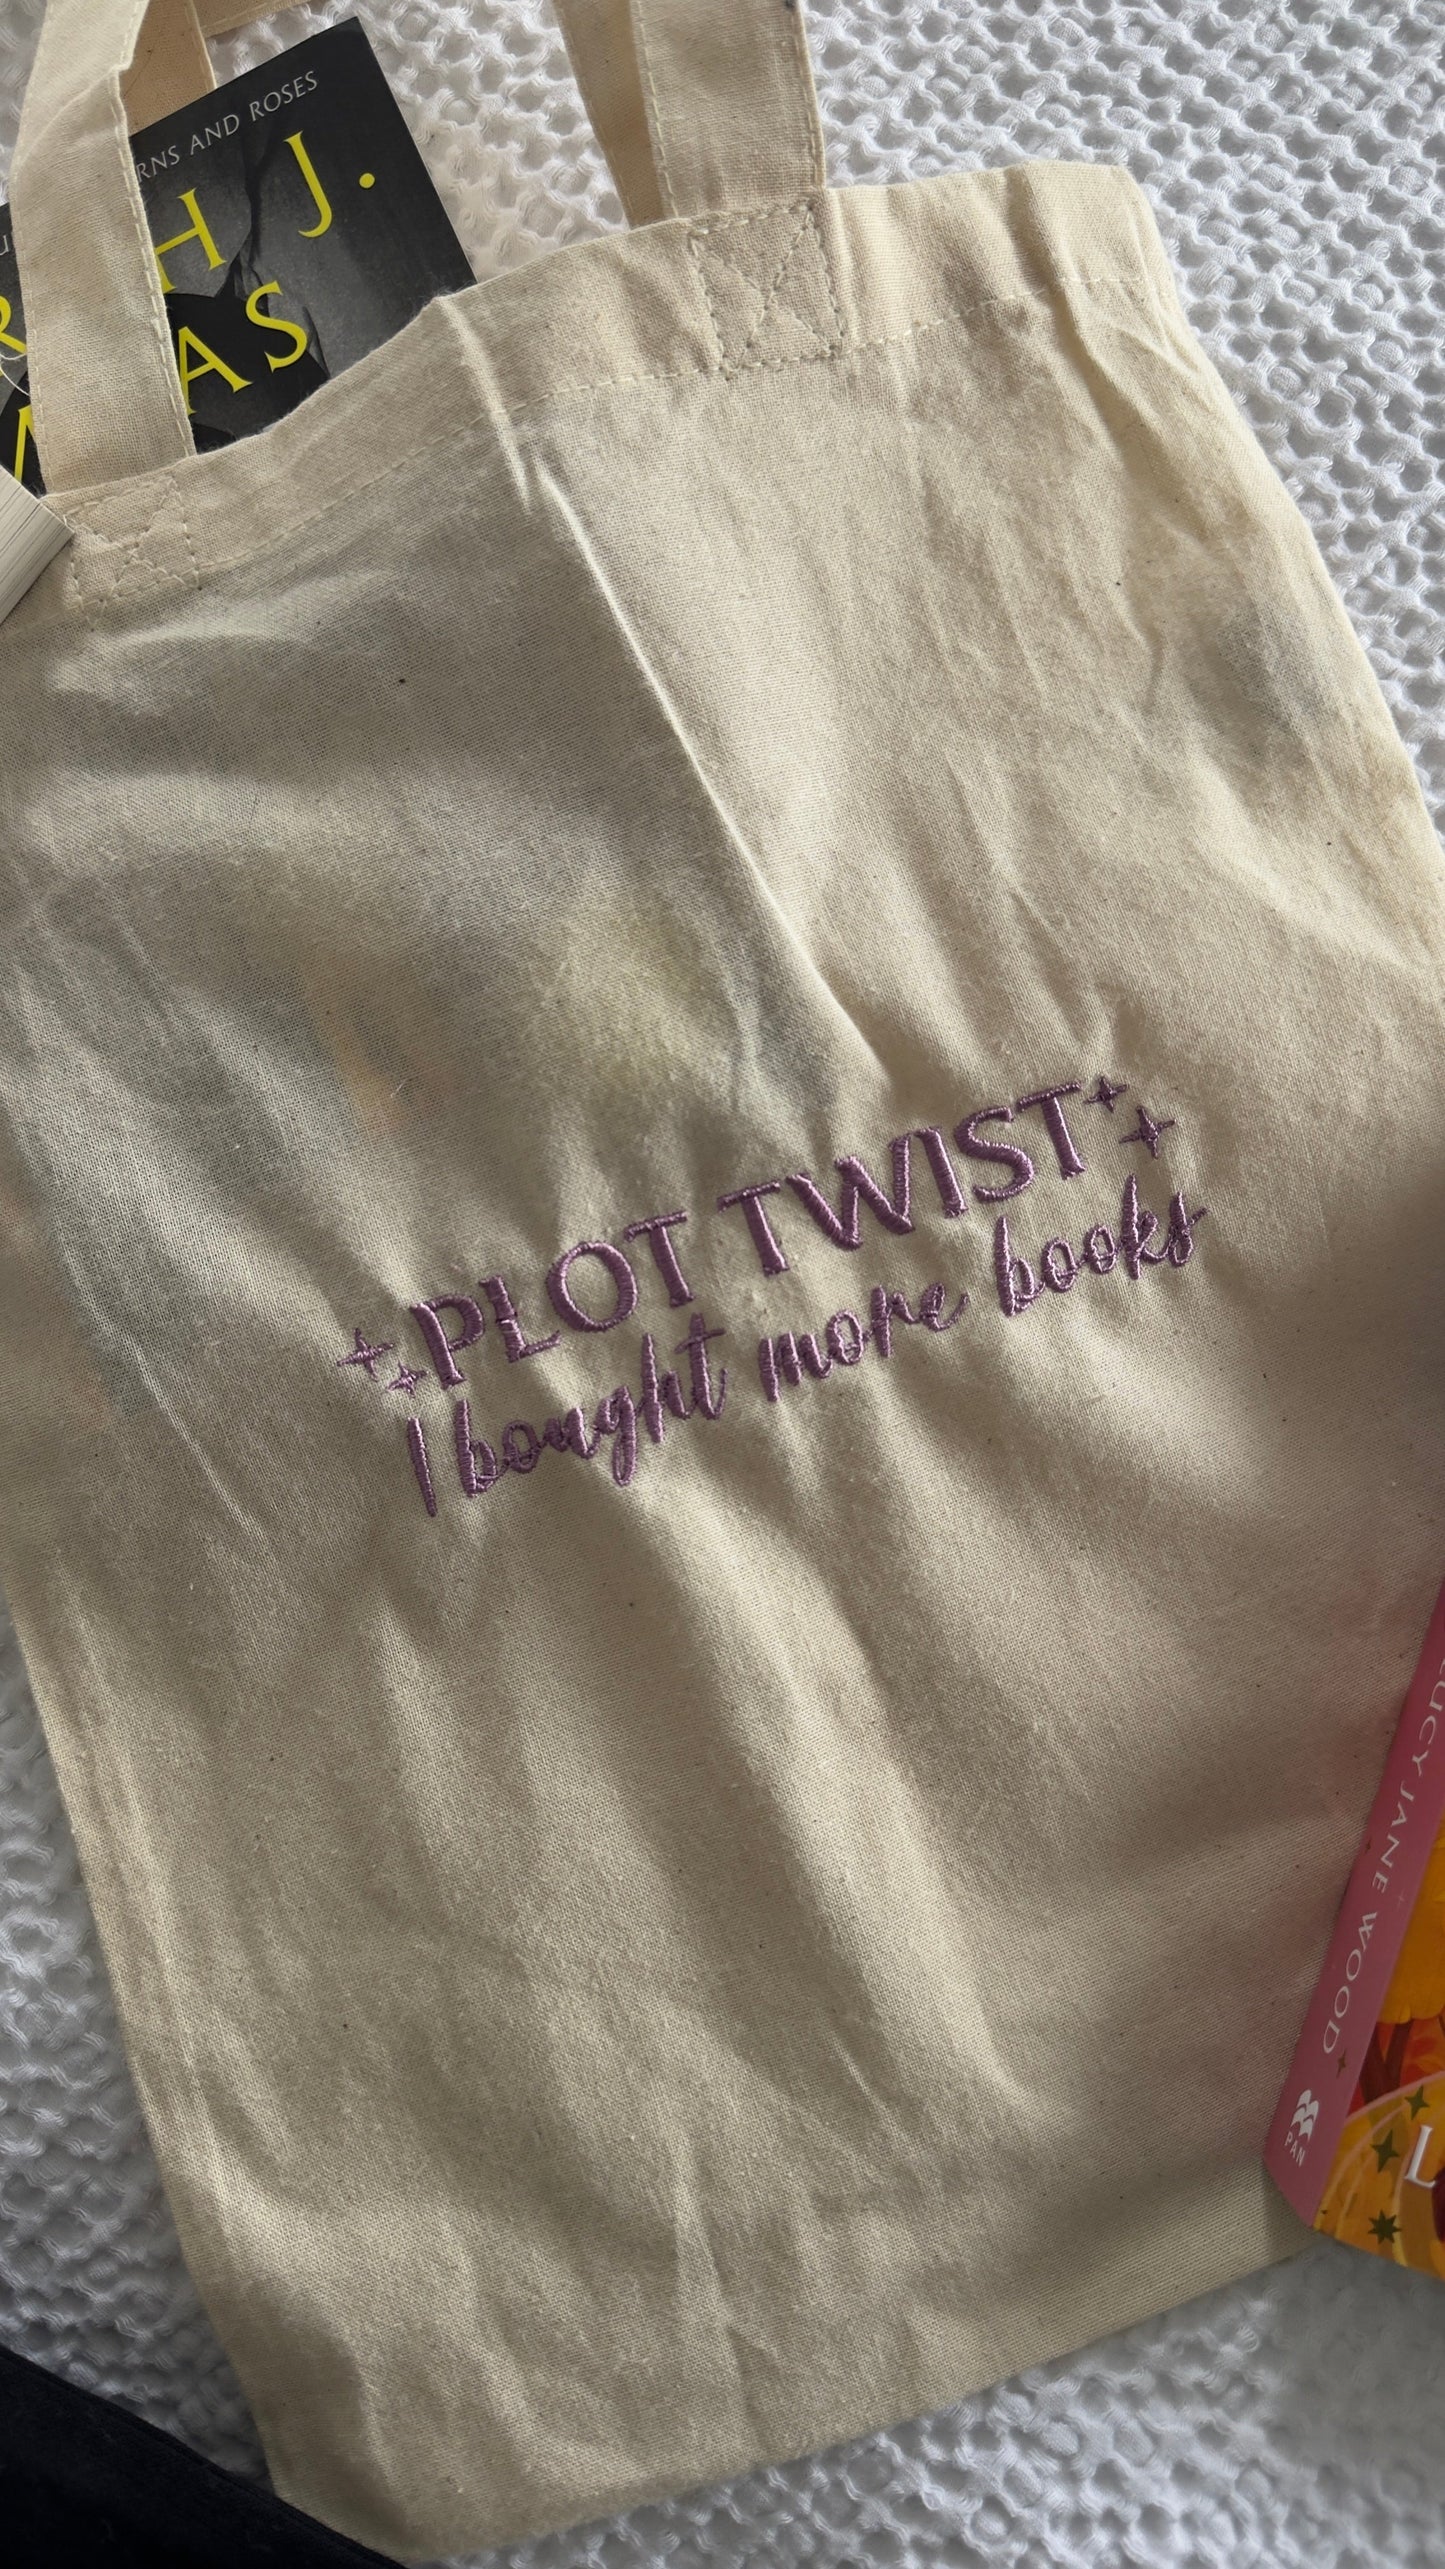 RNS AND ROSES
H J.
AS
✦✦PLOT TWIST✦✦
I bought more books
LUCY JANE WOOD
PAN
L